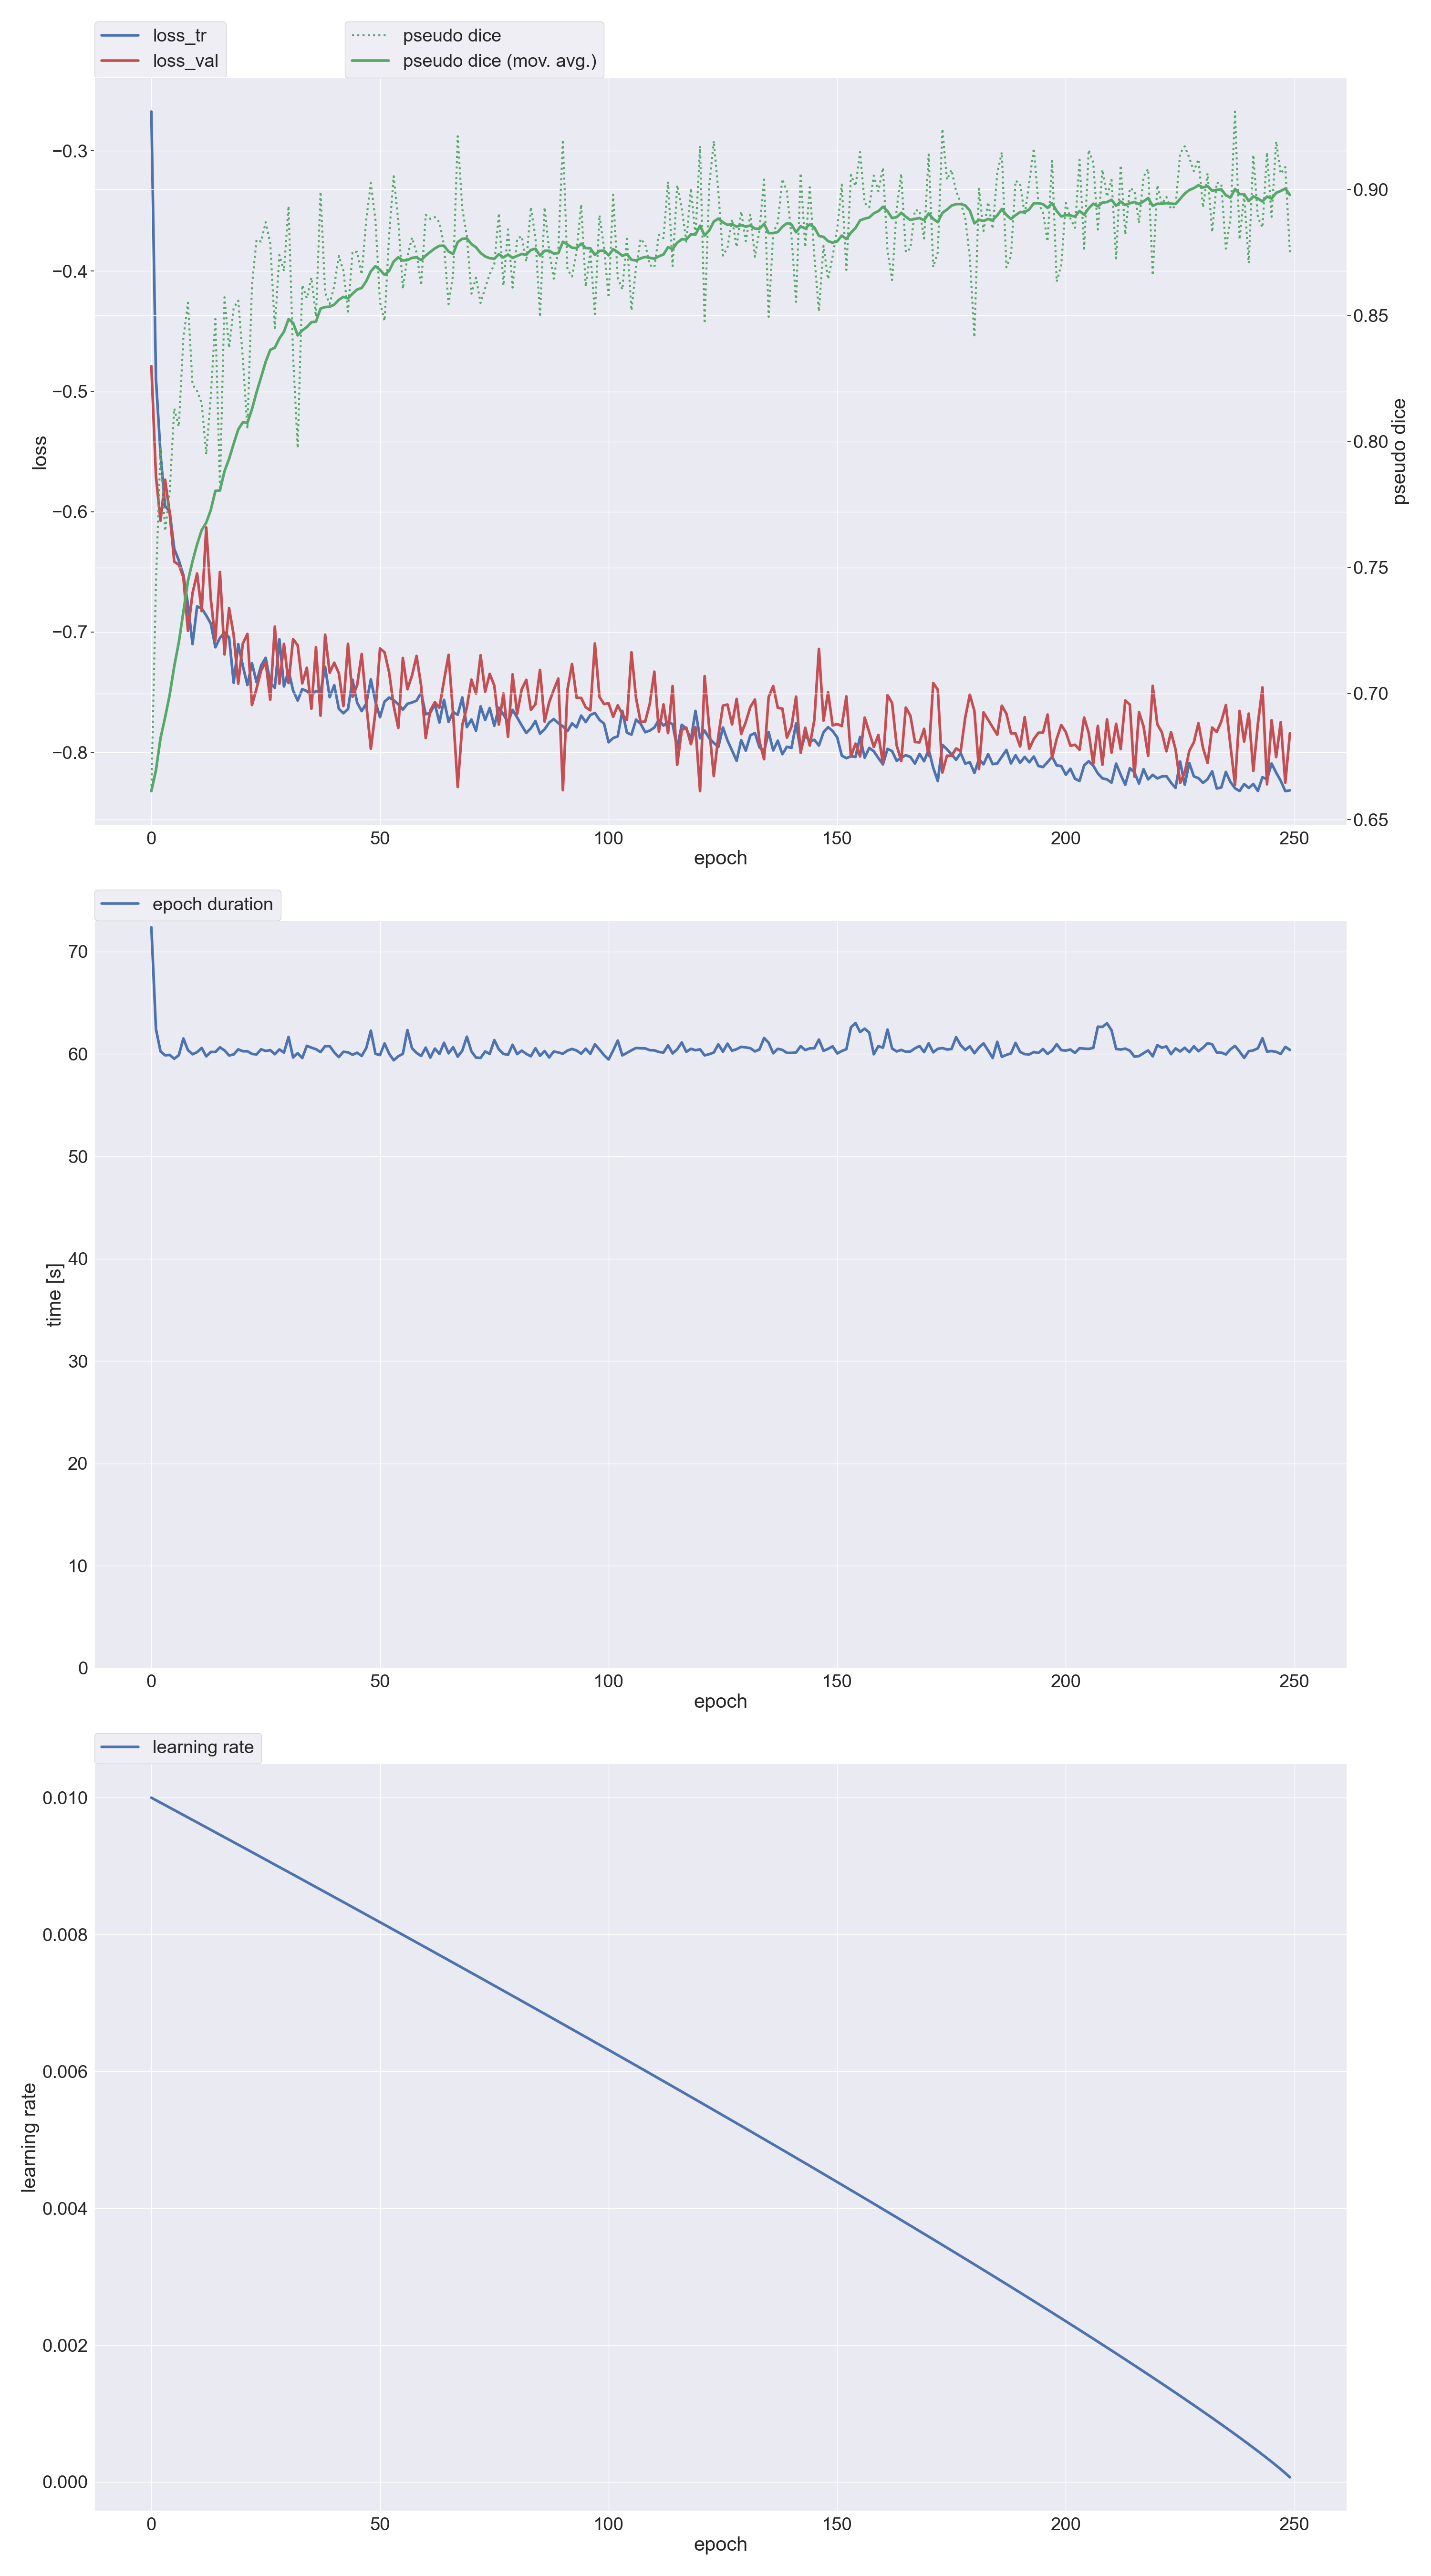 loss_tr
loss_val
pseudo dice
pseudo dice (mov. avg.)
−0.3
−0.4
−0.5
−0.6
−0.7
−0.8
loss
0.90
0.85
0.80
0.75
0.70
0.65
pseudo dice
0 50 100 150 200 250
epoch
epoch duration
70
60
50
40
30
20
10
0
time [s]
0 50 100 150 200 250
epoch
learning rate
0.010
0.008
0.006
0.004
0.002
0.000
learning rate
0 50 100 150 200 250
epoch